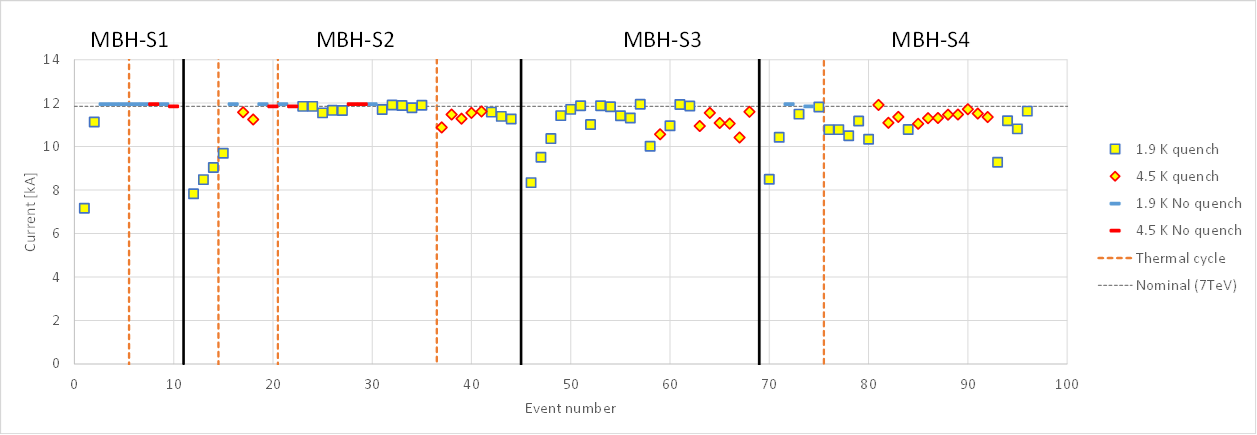 MBH-S1 MBH-S2 MBH-S3 MBH-S4
14
12
10
8
6
4
2
0
Current [kA]
0 10 20 30 40 50 60 70 80 90 100
Event number
1.9 K quench
4.5 K quench
1.9 K No quench
4.5 K No quench
Thermal cycle
Nominal (7TeV)